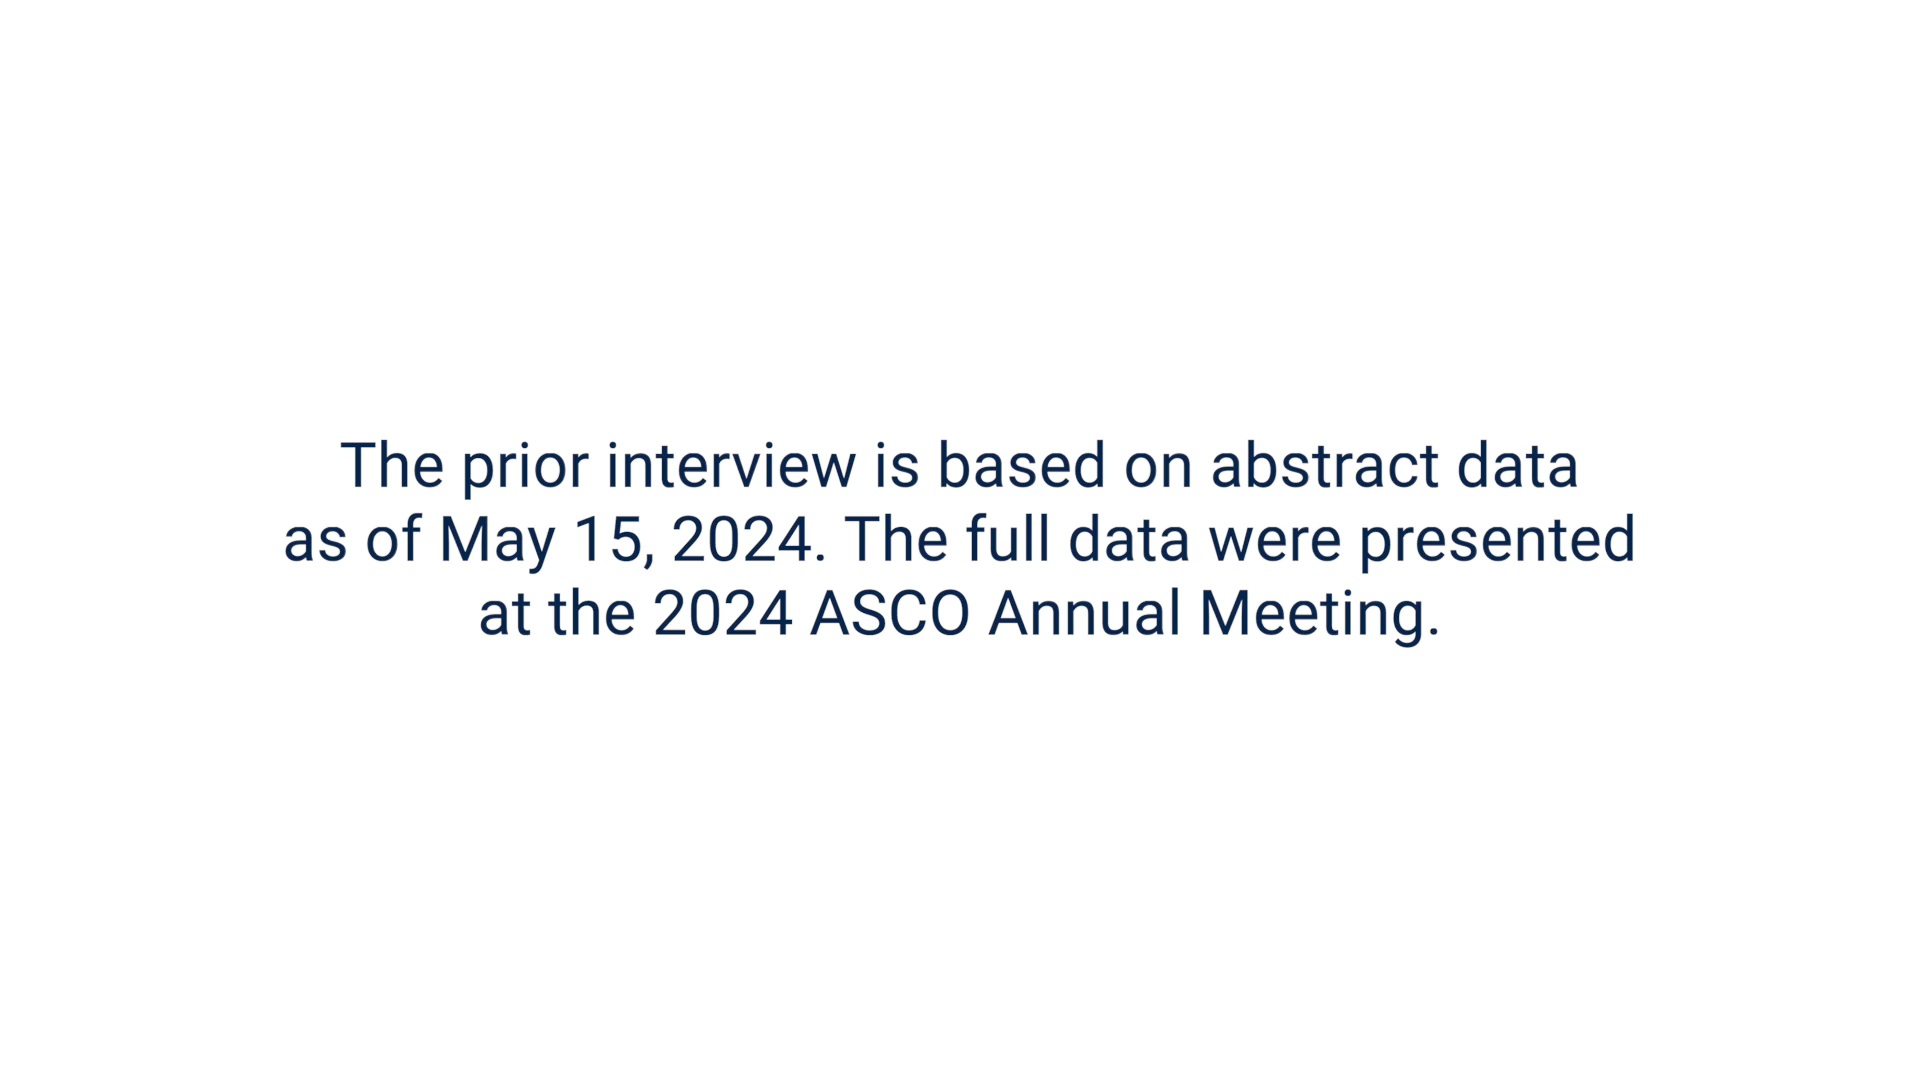 The prior interview is based on abstract data
as of May 15, 2024. The full data were presented
at the 2024 ASCO Annual Meeting.